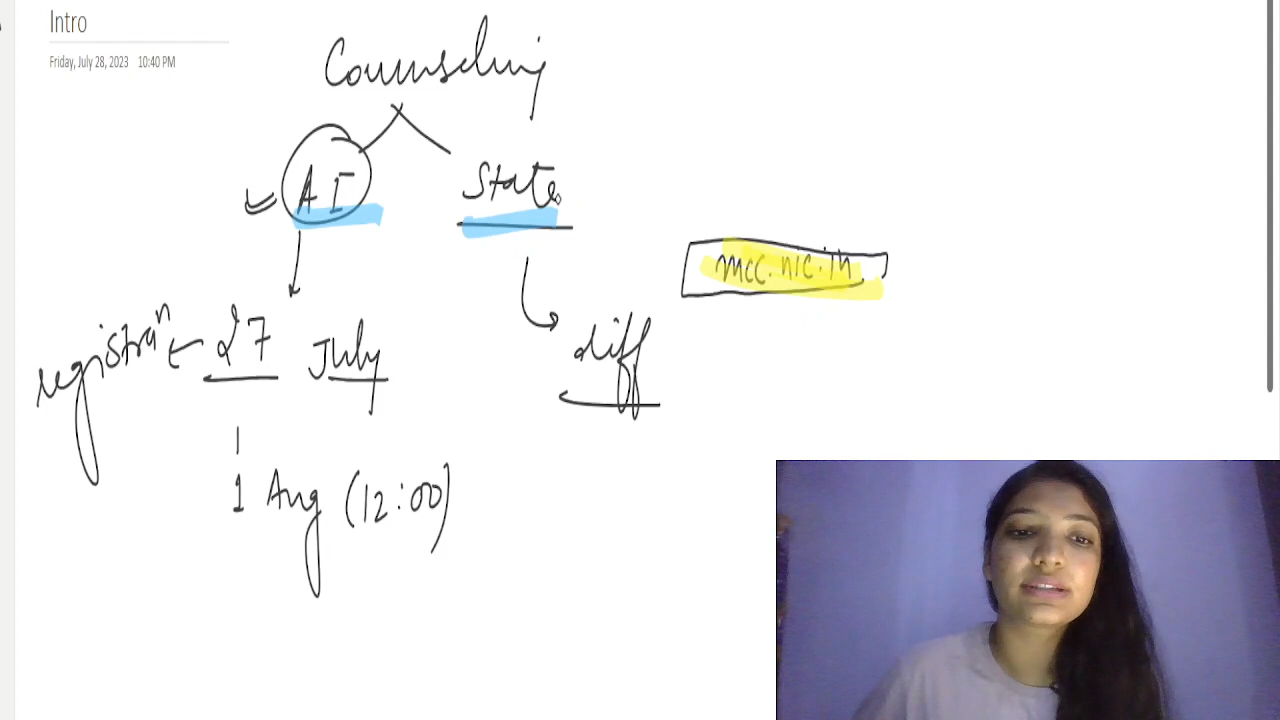 Intro
Friday, July 28, 2023 10:40 PM
Counseling
AI State
mcc.nic.in
registraⁿ ← 27 July
diff
1 Aug (12:00)